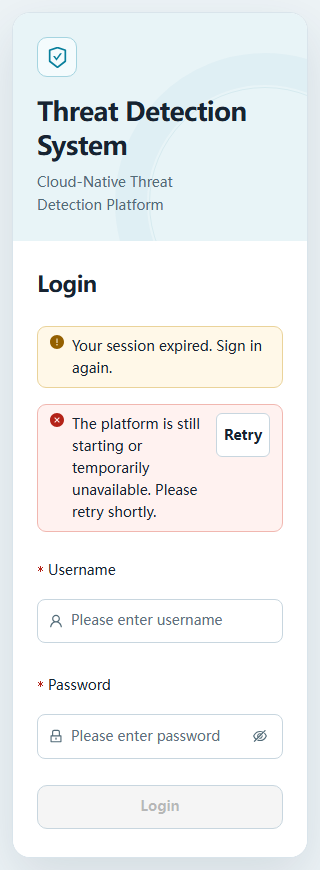 Threat Detection
System
Cloud-Native Threat
Detection Platform
Login
Your session expired. Sign in
again.
The platform is still
starting or
temporarily
unavailable. Please
retry shortly.
Retry
* Username
Please enter username
* Password
Please enter password
Login